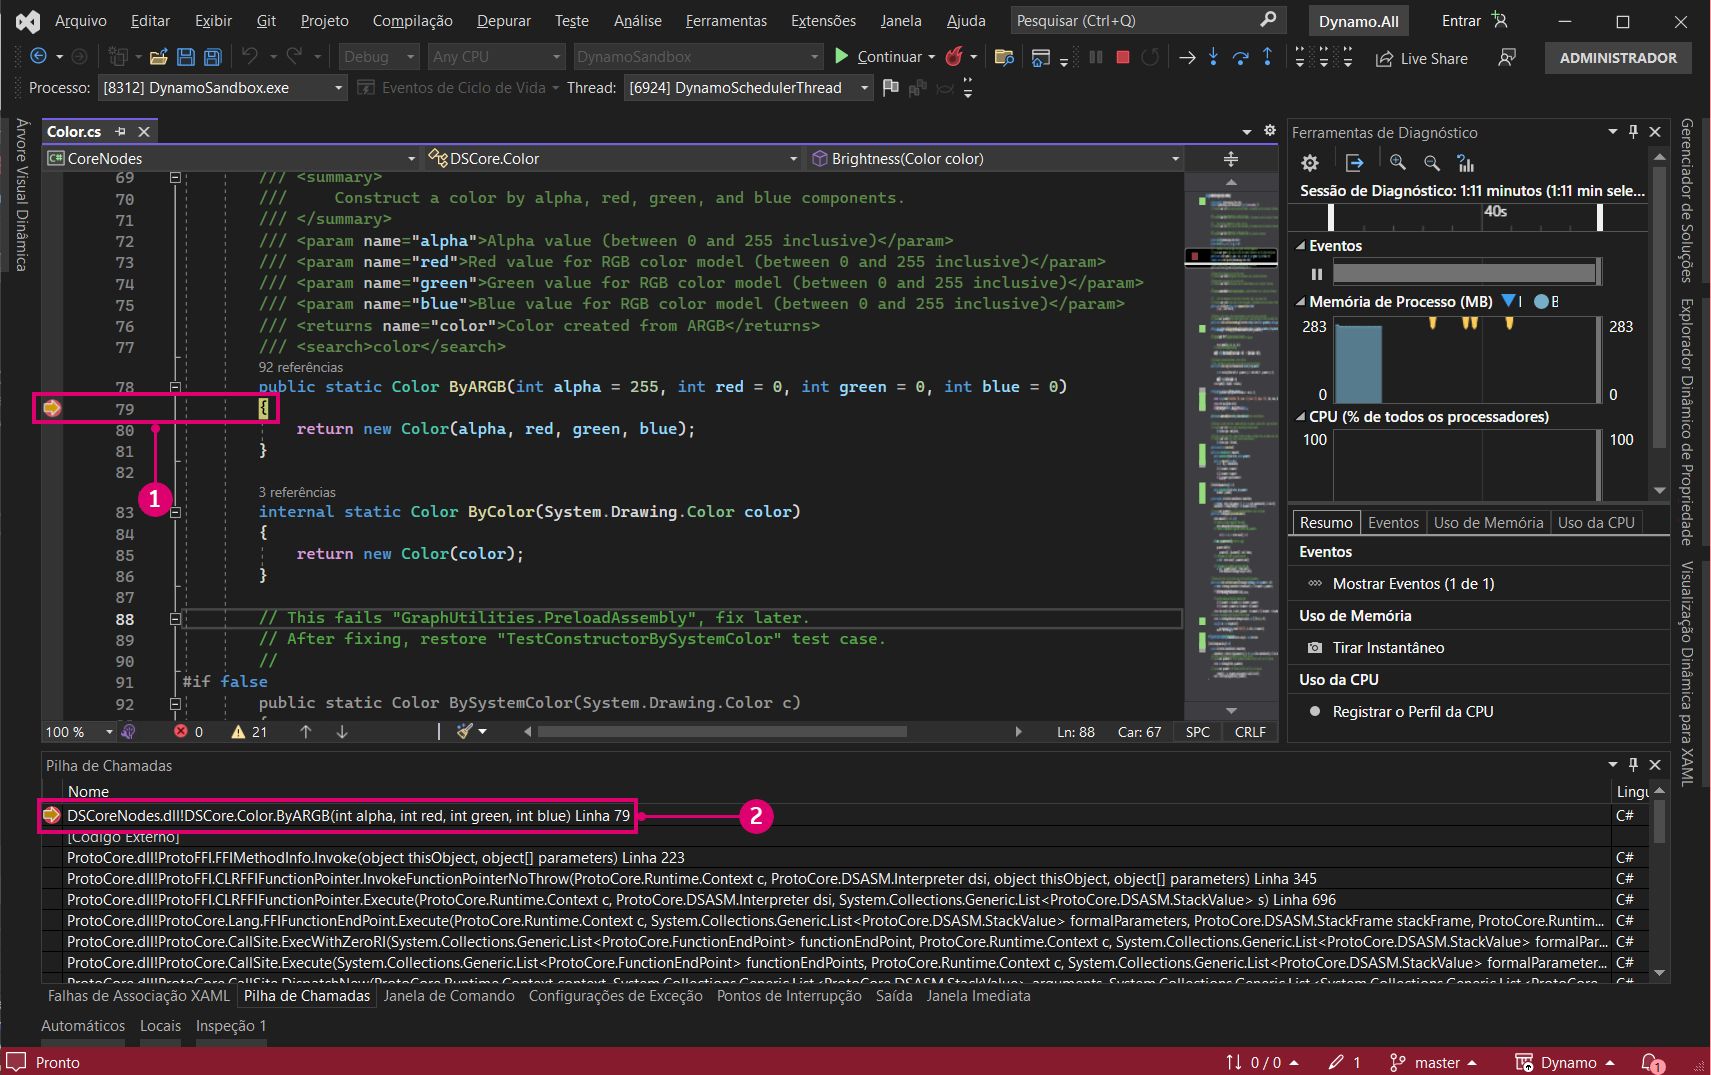 Arquivo Editar Exibir Git Projeto Compilação Depurar Teste Análise Ferramentas Extensões Janela Ajuda Pesquisar (Ctrl+Q) Dynamo.All Entrar
Debug Any CPU DynamoSandbox Continuar Live Share ADMINISTRADOR
Processo: [8312] DynamoSandbox.exe Eventos de Ciclo de Vida Thread: [6924] DynamoSchedulerThread
Árvore Visual Dinâmica
Color.cs
C# CoreNodes DSCore.Color Brightness(Color color)
69 /// <summary>
70 /// Construct a color by alpha, red, green, and blue components.
71 /// </summary>
72 /// <param name="alpha">Alpha value (between 0 and 255 inclusive)</param>
73 /// <param name="red">Red value for RGB color model (between 0 and 255 inclusive)</param>
74 /// <param name="green">Green value for RGB color model (between 0 and 255 inclusive)</param>
75 /// <param name="blue">Blue value for RGB color model (between 0 and 255 inclusive)</param>
76 /// <returns name="color">Color created from ARGB</returns>
77 /// <search>color</search>
92 referências
78 public static Color ByARGB(int alpha = 255, int red = 0, int green = 0, int blue = 0)
79 {
80 return new Color(alpha, red, green, blue);
81 }
82
1
3 referências
83 internal static Color ByColor(System.Drawing.Color color)
84 {
85 return new Color(color);
86 }
87
88 // This fails "GraphUtilities.PreloadAssembly", fix later.
89 // After fixing, restore "TestConstructorBySystemColor" test case.
90 //
91 #if false
92 public static Color BySystemColor(System.Drawing.Color c)
100 % 0 21 Ln: 88 Car: 67 SPC CRLF
Ferramentas de Diagnóstico
Sessão de Diagnóstico: 1:11 minutos (1:11 min sele...
40s
Eventos
Memória de Processo (MB) I B
283 283
0 0
CPU (% de todos os processadores)
100 100
Resumo Eventos Uso de Memória Uso da CPU
Eventos
Mostrar Eventos (1 de 1)
Uso de Memória
Tirar Instantâneo
Uso da CPU
Registrar o Perfil da CPU
Gerenciador de Soluções
Explorador Dinâmico de Propriedade
Visualização Dinâmica para XAML
Pilha de Chamadas
Nome Lingu
DSCoreNodes.dll!DSCore.Color.ByARGB(int alpha, int red, int green, int blue) Linha 79 C#
2
[Código Externo]
ProtoCore.dll!ProtoFFI.FFIMethodInfo.Invoke(object thisObject, object[] parameters) Linha 223 C#
ProtoCore.dll!ProtoFFI.CLRFFIFunctionPointer.InvokeFunctionPointerNoThrow(ProtoCore.Runtime.Context c, ProtoCore.DSASM.Interpreter dsi, object thisObject, object[] parameters) Linha 345 C#
ProtoCore.dll!ProtoFFI.CLRFFIFunctionPointer.Execute(ProtoCore.Runtime.Context c, ProtoCore.DSASM.Interpreter dsi, System.Collections.Generic.List<ProtoCore.DSASM.StackValue> s) Linha 696 C#
ProtoCore.dll!ProtoCore.Lang.FFIFunctionEndPoint.Execute(ProtoCore.Runtime.Context c, System.Collections.Generic.List<ProtoCore.DSASM.StackValue> formalParameters, ProtoCore.DSASM.StackFrame stackFrame, ProtoCore.Runtim... C#
ProtoCore.dll!ProtoCore.CallSite.ExecWithZeroRI(System.Collections.Generic.List<ProtoCore.FunctionEndPoint> functionEndPoint, ProtoCore.Runtime.Context c, System.Collections.Generic.List<ProtoCore.DSASM.StackValue> formalPar... C#
ProtoCore.dll!ProtoCore.CallSite.Execute(System.Collections.Generic.List<ProtoCore.FunctionEndPoint> functionEndPoints, ProtoCore.Runtime.Context c, System.Collections.Generic.List<ProtoCore.DSASM.StackValue> formalParameter... C#
Falhas de Associação XAML Pilha de Chamadas Janela de Comando Configurações de Exceção Pontos de Interrupção Saída Janela Imediata
Automáticos Locais Inspeção 1
Pronto 0 / 0 1 master Dynamo 1